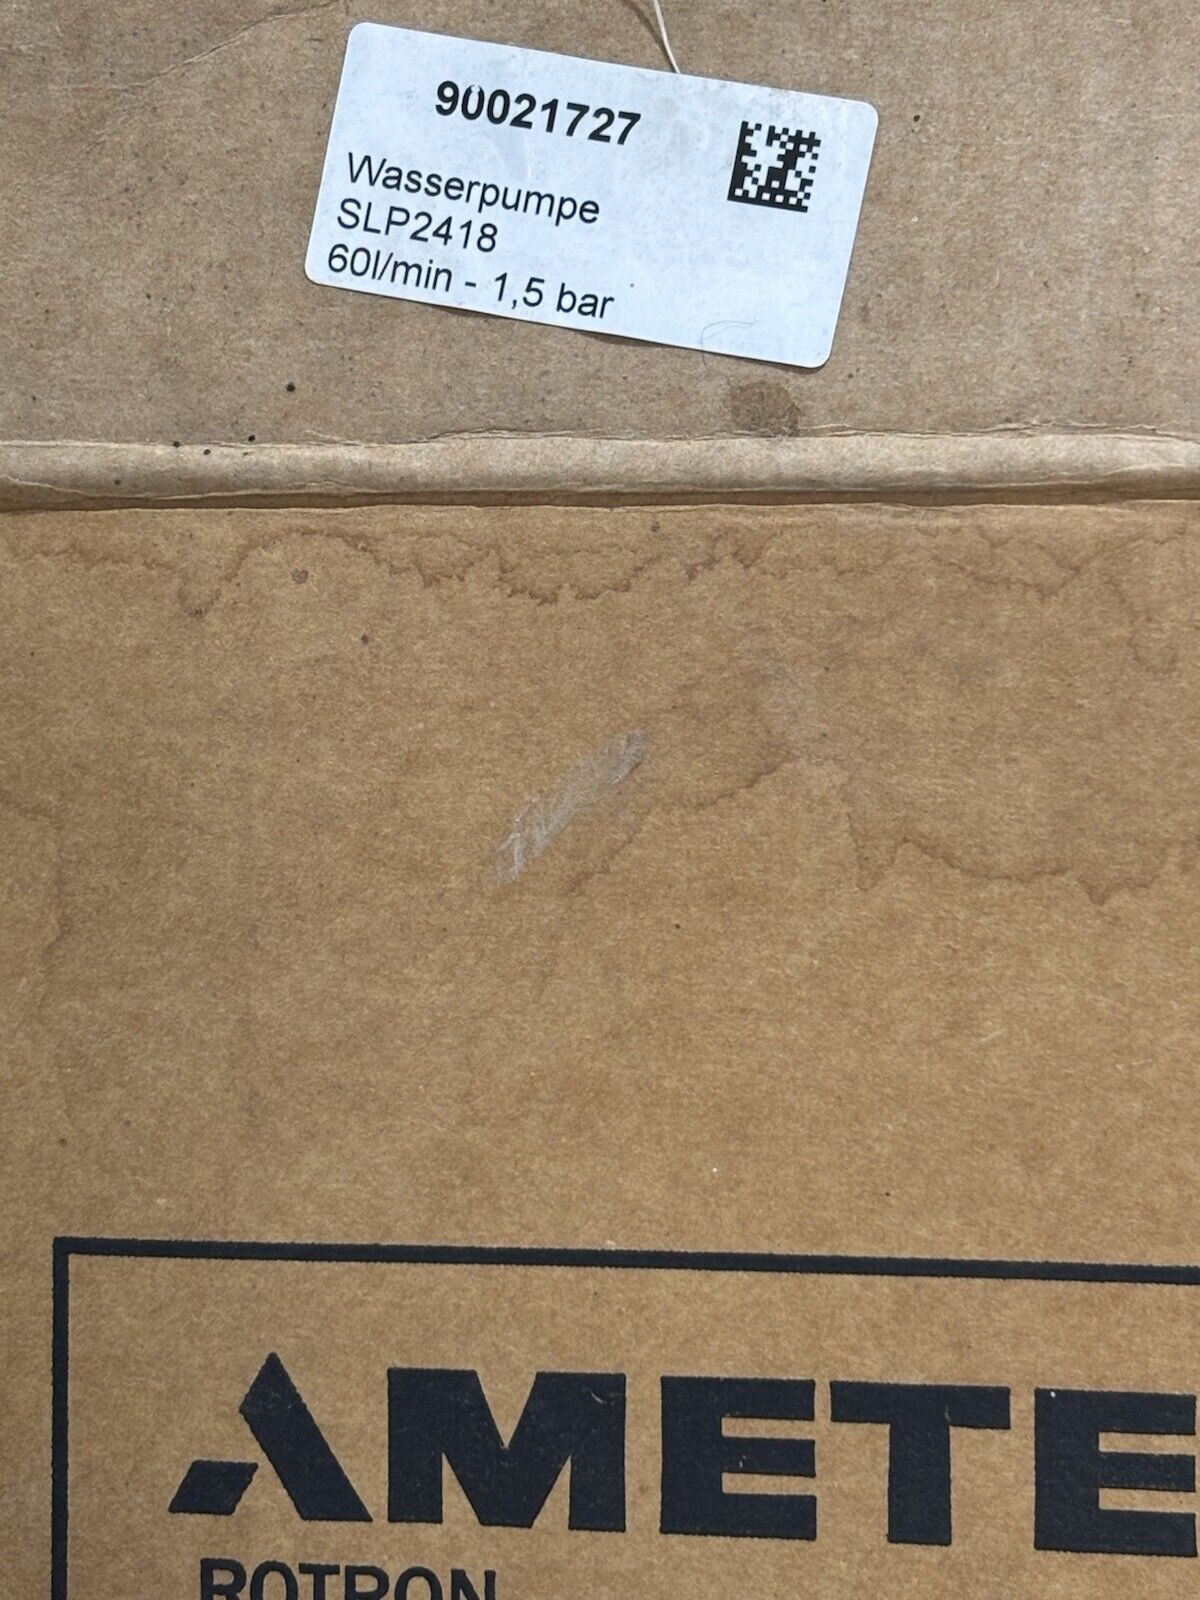 90021727
Wasserpumpe
SLP2418
60l/min - 1,5 bar
AMETE
ROTRON